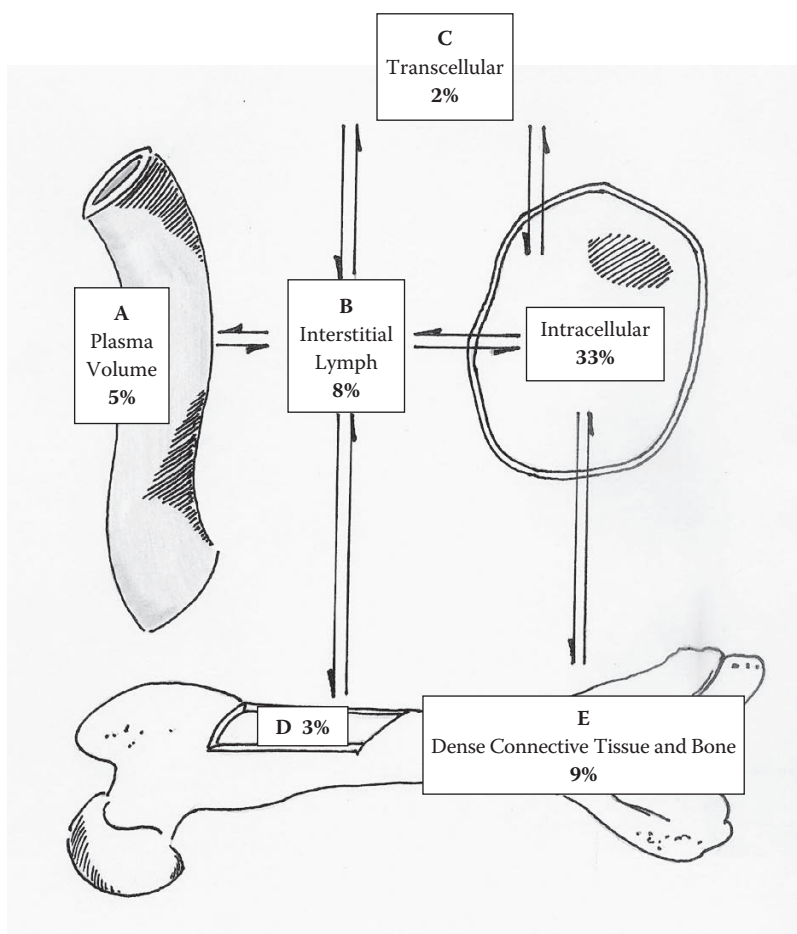 C
Transcellular
2%
A
Plasma
Volume
5%
B
Interstitial
Lymph
8%
Intracellular
33%
D 3%
E
Dense Connective Tissue and Bone
9%